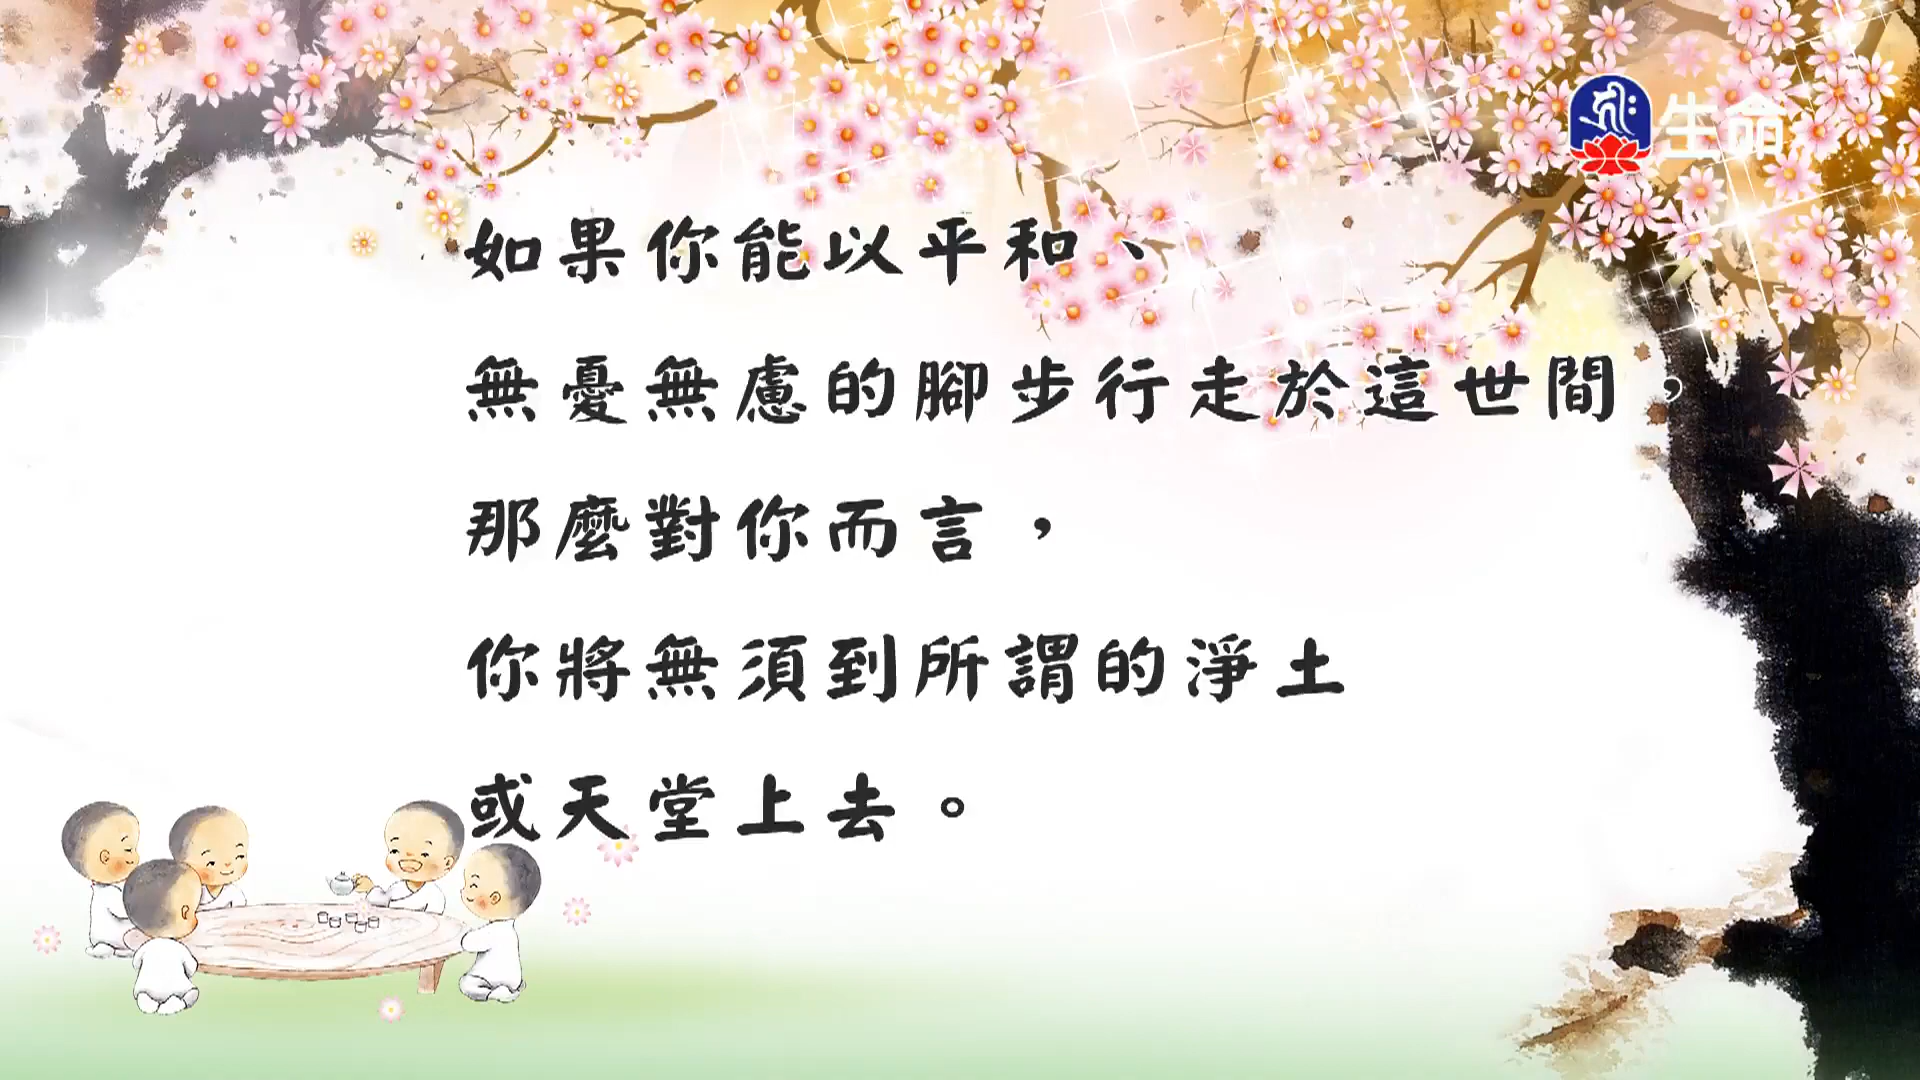 生命
如果你能以平和、
無憂無慮的腳步行走於這世間，
那麼對你而言，
你將無須到所謂的淨土
或天堂上去。